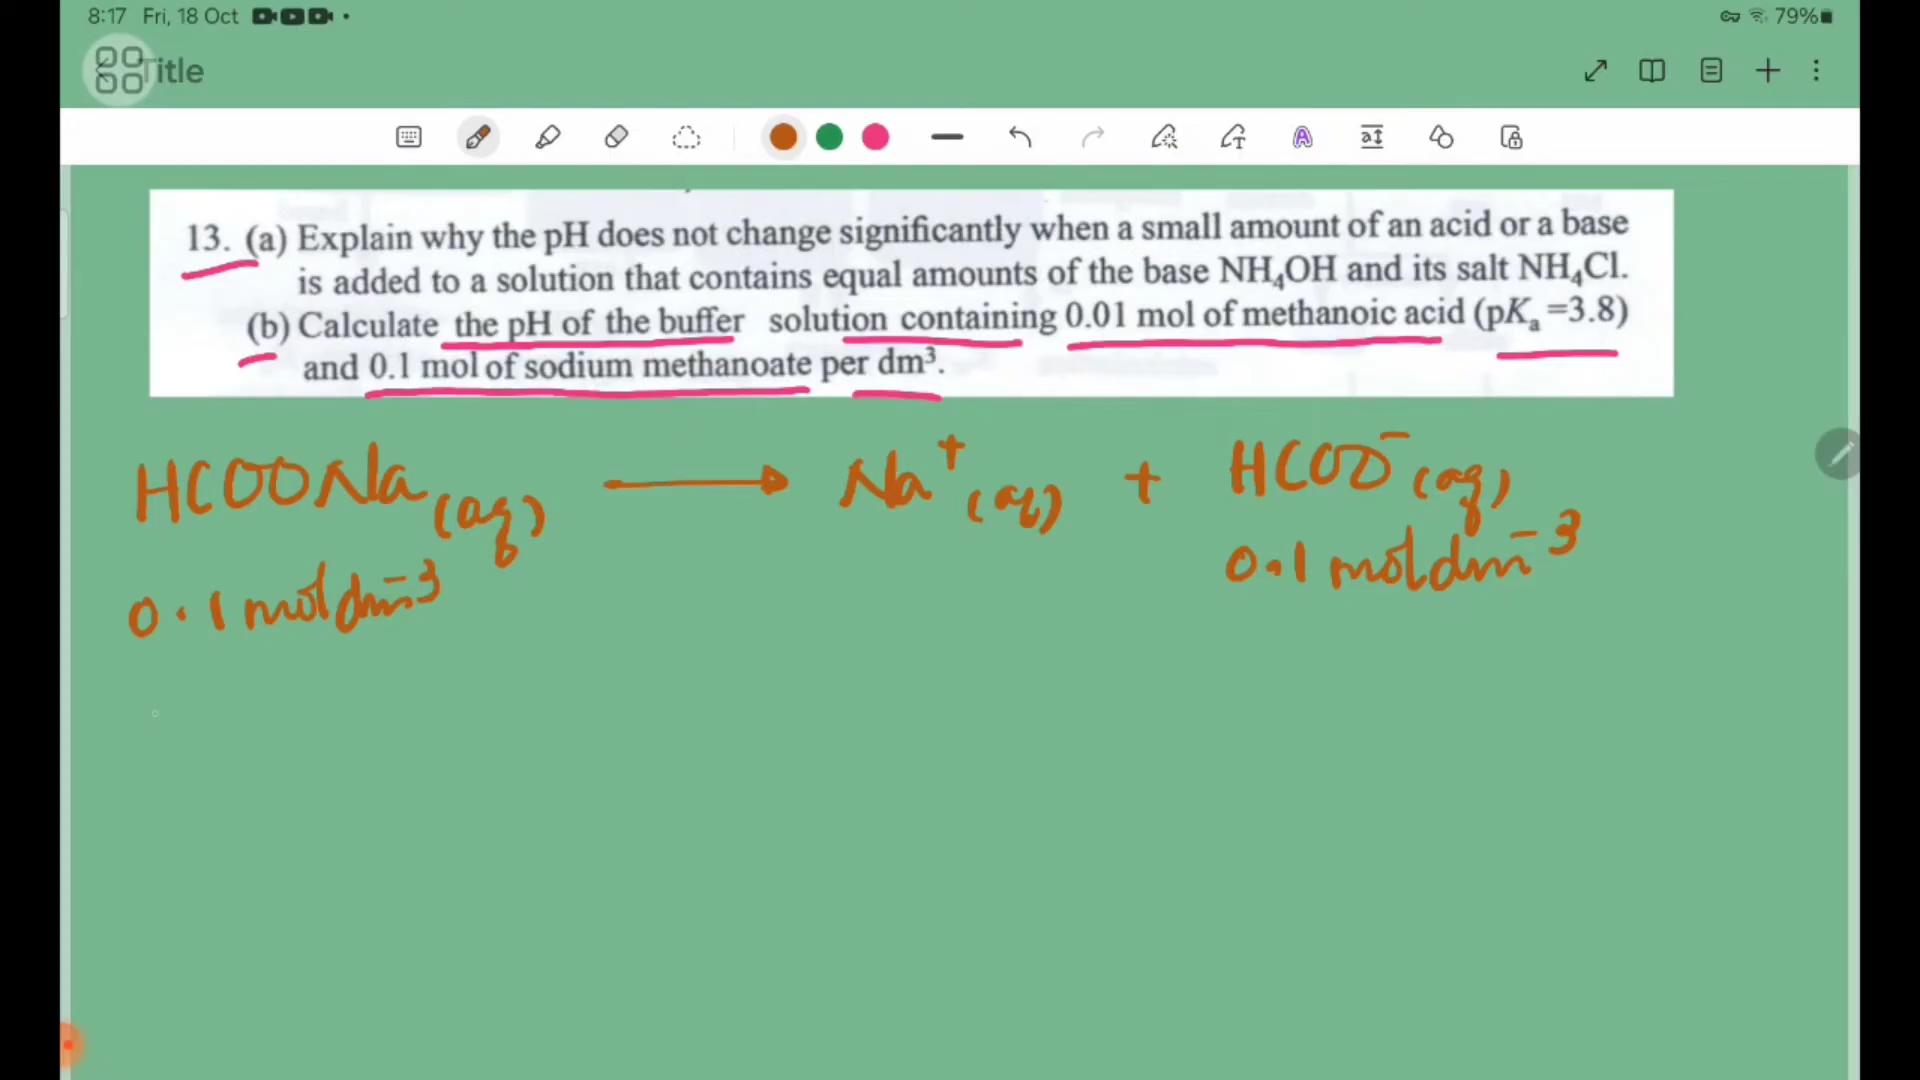 8:17 Fri, 18 Oct
79%
Title
13. (a) Explain why the pH does not change significantly when a small amount of an acid or a base
is added to a solution that contains equal amounts of the base NH₄OH and its salt NH₄Cl.
(b) Calculate the pH of the buffer solution containing 0.01 mol of methanoic acid (pKₐ =3.8)
and 0.1 mol of sodium methanoate per dm³.
HCOONa(aq) → Na⁺(aq) + HCOO⁻(aq)
0.1 mol dm⁻³ 0.1 mol dm⁻³